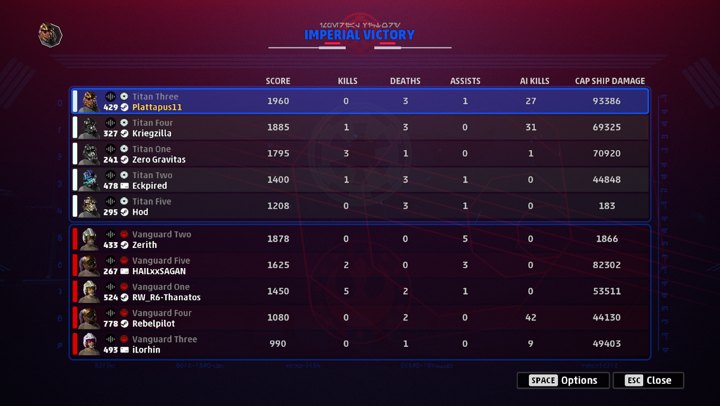 IMPERIAL VICTORY
SCORE KILLS DEATHS ASSISTS AI KILLS CAP SHIP DAMAGE
Titan Three
429 Plattapus11 1960 0 3 1 27 93386
Titan Four
327 Kriegzilla 1885 1 3 0 31 69325
Titan One
241 Zero Gravitas 1795 3 1 0 1 70920
Titan Two
478 Eckpired 1400 1 3 1 0 44848
Titan Five
295 Hod 1208 0 3 1 0 183
Vanguard Two
433 Zerith 1878 0 0 5 0 1866
Vanguard Five
267 HAILxxSAGAN 1625 2 0 3 0 82302
Vanguard One
524 RW_R6-Thanatos 1450 5 2 1 0 53511
Vanguard Four
778 Rebelpilot 1080 0 2 0 42 44130
Vanguard Three
493 iLorhin 990 0 1 0 9 49403
SPACE Options ESC Close